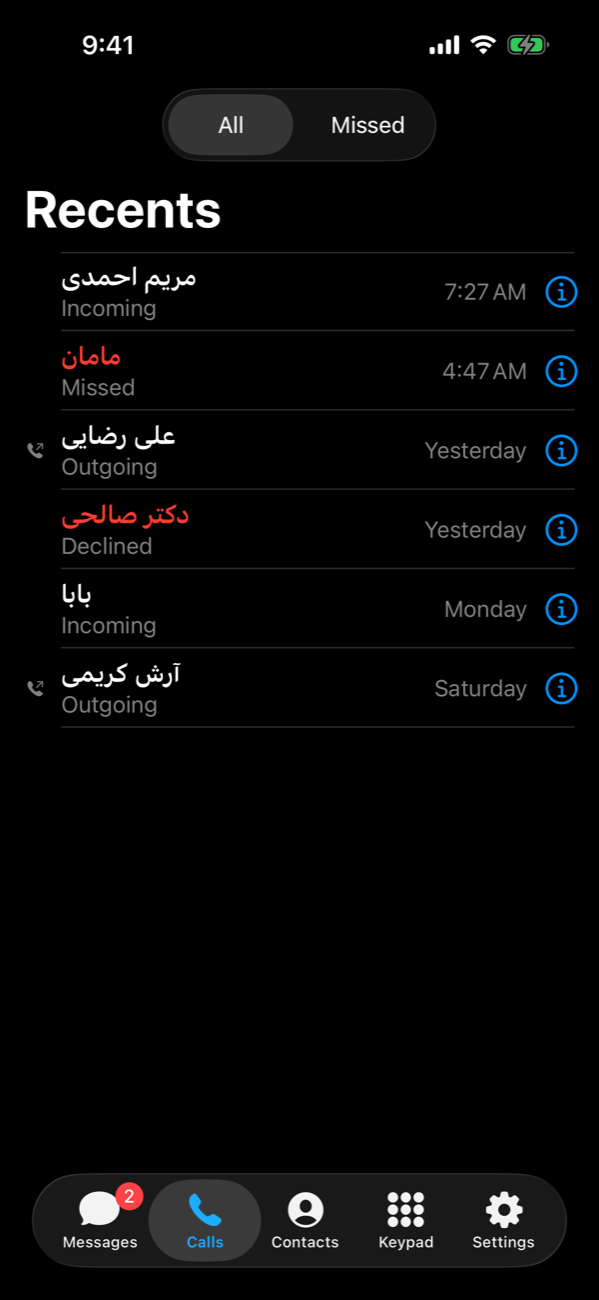 9:41
All
Missed
Recents
مریم احمدی
Incoming
7:27 AM
مامان
Missed
4:47 AM
علی رضایی
Outgoing
Yesterday
دکتر صالحی
Declined
Yesterday
بابا
Incoming
Monday
آرش کریمی
Outgoing
Saturday
2
Messages
Calls
Contacts
Keypad
Settings